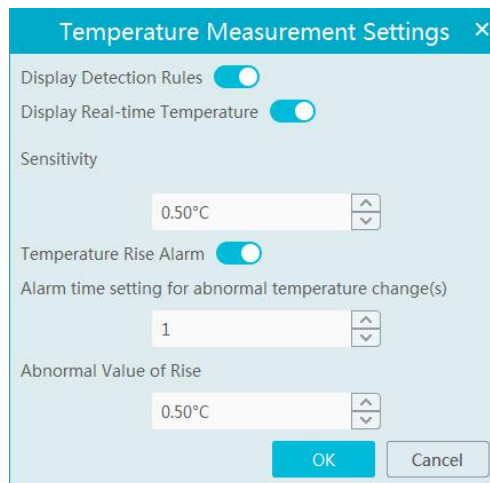 Temperature Measurement Settings ×
Display Detection Rules
Display Real-time Temperature
Sensitivity
0.50°C
Temperature Rise Alarm
Alarm time setting for abnormal temperature change(s)
1
Abnormal Value of Rise
0.50°C
OK Cancel